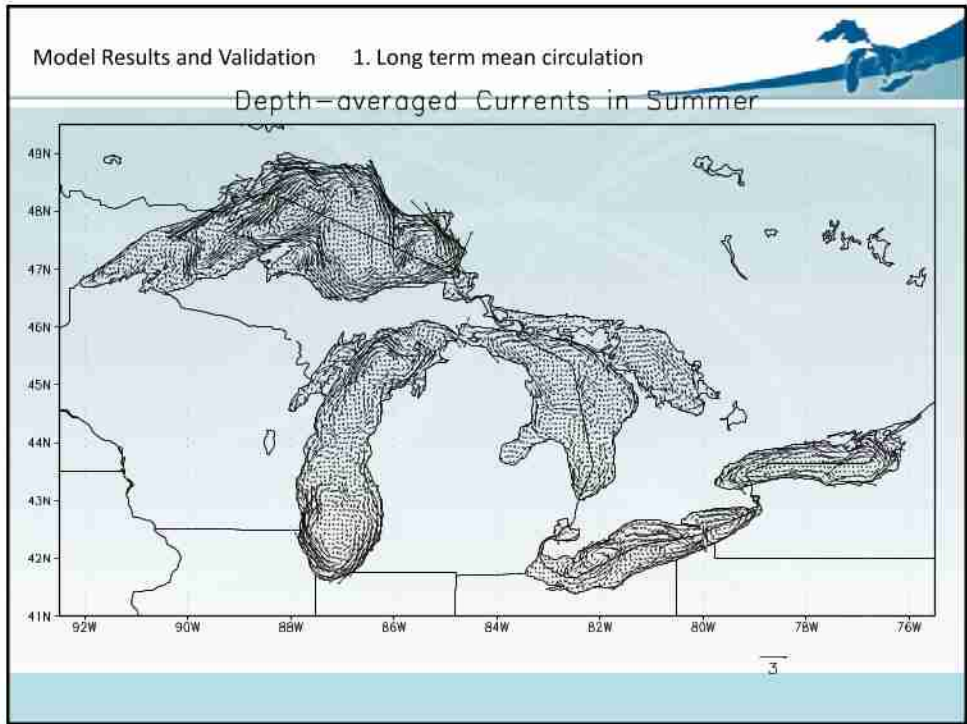 Model Results and Validation 1. Long term mean circulation
Depth-averaged Currents in Summer
49N
48N
47N
46N
45N
44N
43N
42N
41N
92W 90W 88W 86W 84W 82W 80W 78W 76W
3